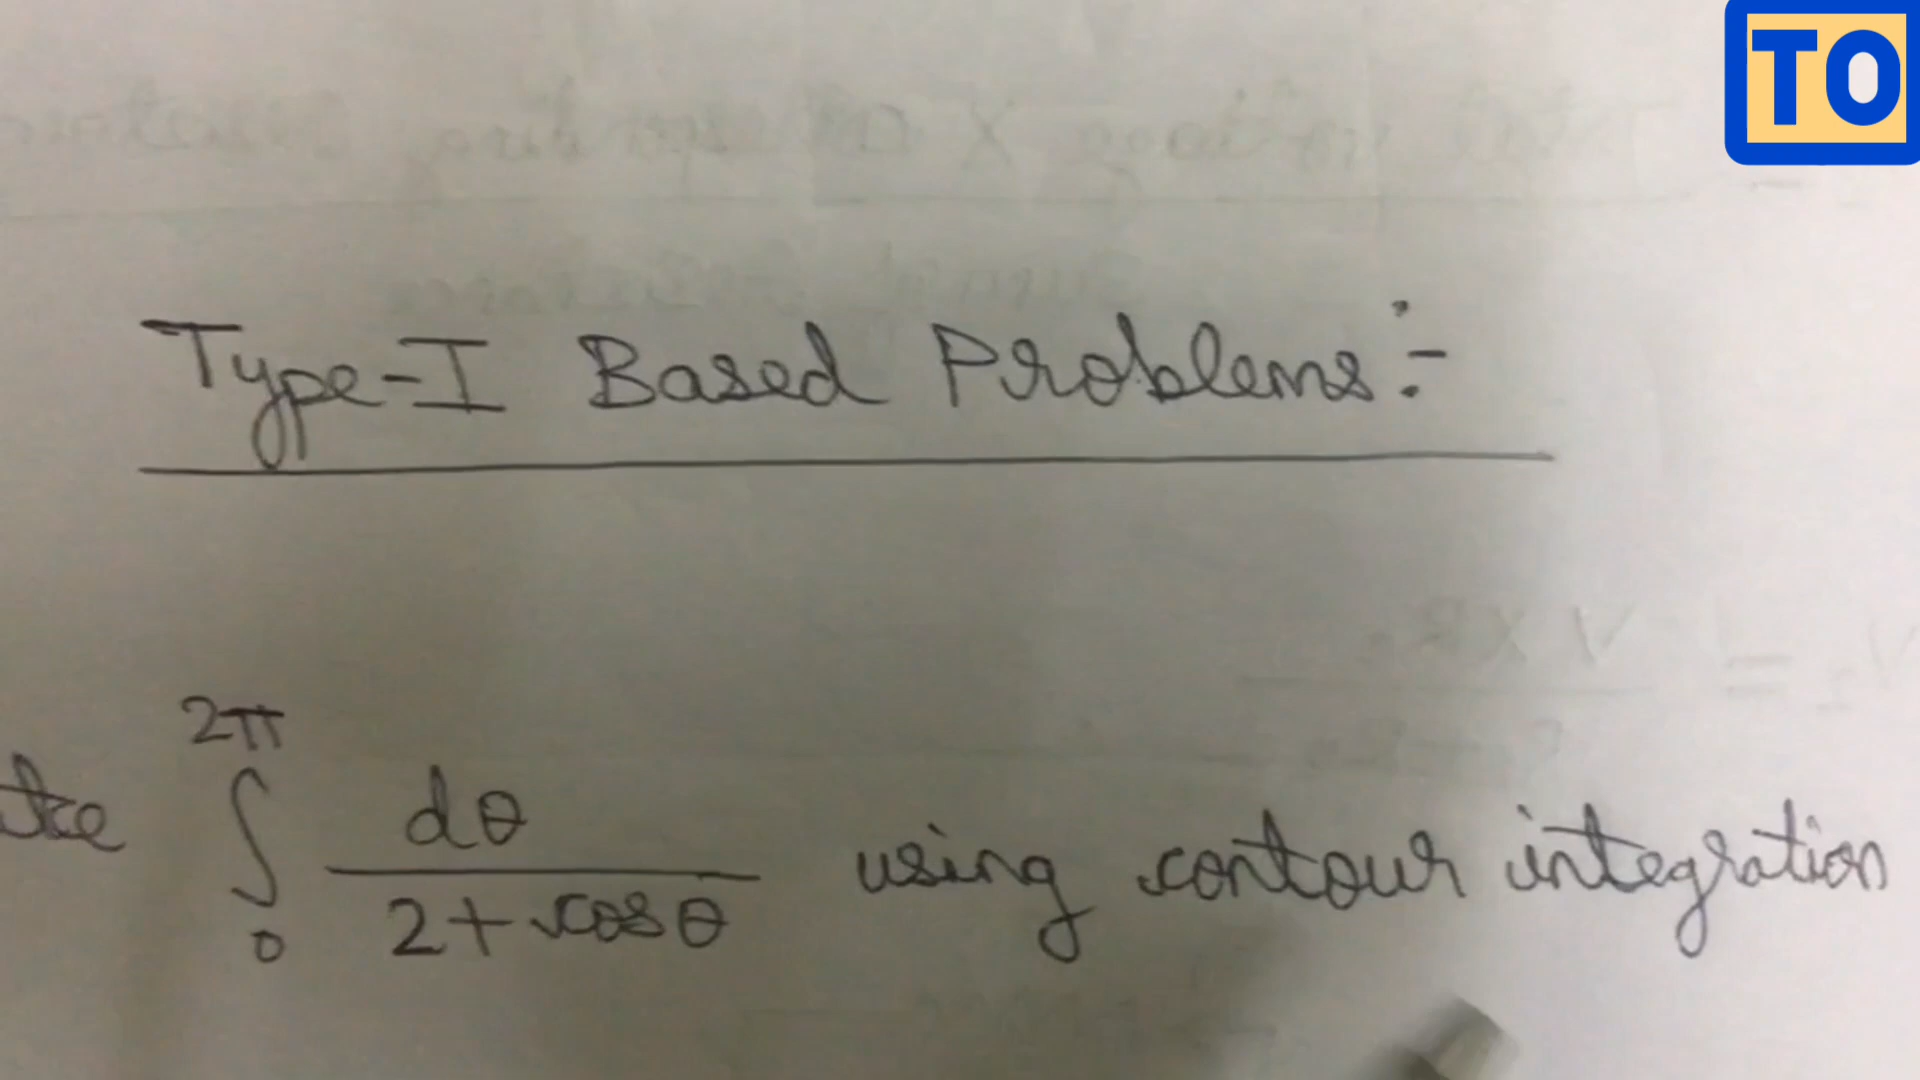 TO
Type-I Based Problems:-
2π
∫ dθ using contour integration
2+cosθ
0